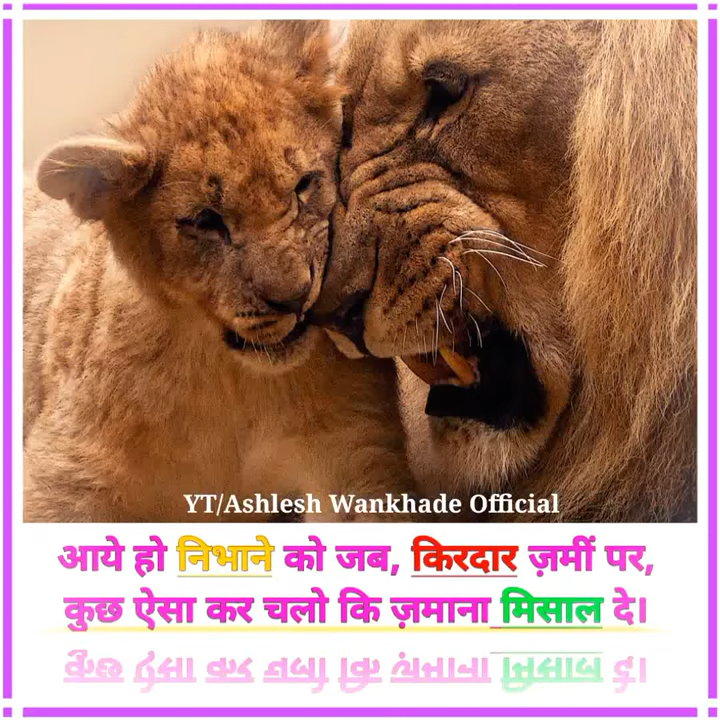 YT/Ashlesh Wankhade Official
आये हो निभाने को जब, किरदार ज़मीं पर,
कुछ ऐसा कर चलो कि ज़माना मिसाल दे।